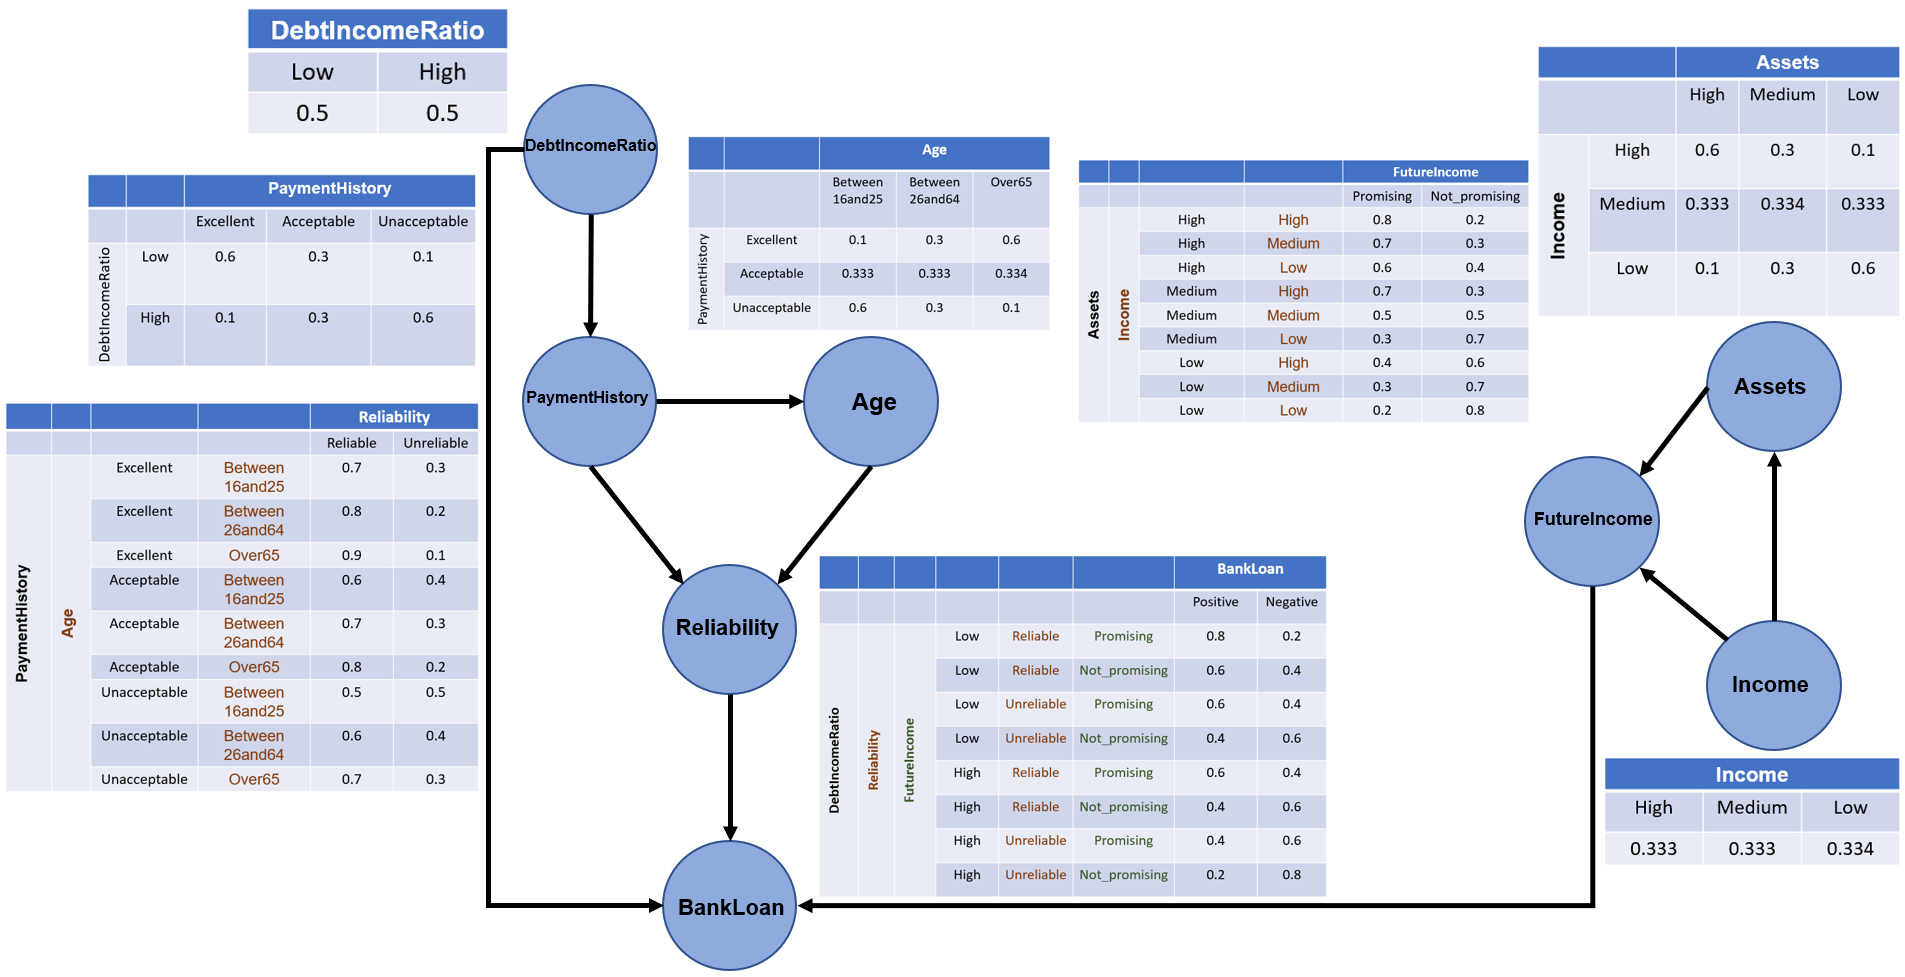 DebtIncomeRatio
Low High
0.5 0.5
PaymentHistory
Excellent Acceptable Unacceptable
DebtIncomeRatio
Low 0.6 0.3 0.1
High 0.1 0.3 0.6
Age
Between 16and25 Between 26and64 Over65
PaymentHistory
Excellent 0.1 0.3 0.6
Acceptable 0.333 0.333 0.334
Unacceptable 0.6 0.3 0.1
FutureIncome
Promising Not_promising
Assets
Income
High High 0.8 0.2
High Medium 0.7 0.3
High Low 0.6 0.4
Medium High 0.7 0.3
Medium Medium 0.5 0.5
Medium Low 0.3 0.7
Low High 0.4 0.6
Low Medium 0.3 0.7
Low Low 0.2 0.8
Assets
High Medium Low
Income
High 0.6 0.3 0.1
Medium 0.333 0.334 0.333
Low 0.1 0.3 0.6
Reliability
Reliable Unreliable
PaymentHistory
Age
Excellent Between 16and25 0.7 0.3
Excellent Between 26and64 0.8 0.2
Excellent Over65 0.9 0.1
Acceptable Between 16and25 0.6 0.4
Acceptable Between 26and64 0.7 0.3
Acceptable Over65 0.8 0.2
Unacceptable Between 16and25 0.5 0.5
Unacceptable Between 26and64 0.6 0.4
Unacceptable Over65 0.7 0.3
BankLoan
Positive Negative
DebtIncomeRatio
Reliability
FutureIncome
Low Reliable Promising 0.8 0.2
Low Reliable Not_promising 0.6 0.4
Low Unreliable Promising 0.6 0.4
Low Unreliable Not_promising 0.4 0.6
High Reliable Promising 0.6 0.4
High Reliable Not_promising 0.4 0.6
High Unreliable Promising 0.4 0.6
High Unreliable Not_promising 0.2 0.8
Income
High Medium Low
0.333 0.333 0.334
DebtIncomeRatio
PaymentHistory
Age
Reliability
BankLoan
Assets
FutureIncome
Income